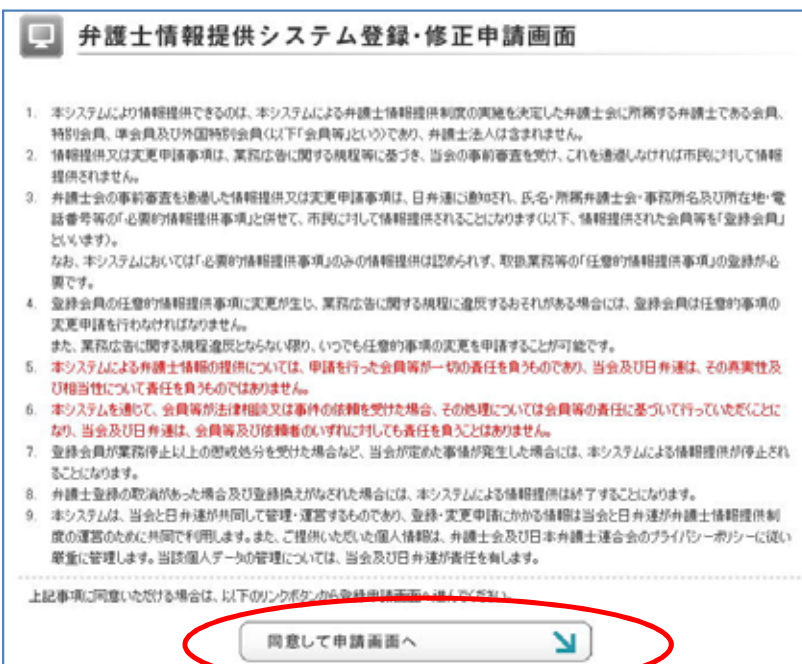 弁護士情報提供システム登録・修正申請画面
1. 本システムにより情報提供できるのは、本システムによる弁護士情報提供制度の実施を決定した弁護士会に所属する弁護士である会員、
特別会員、準会員及び外国特別会員(以下「会員等」という)であり、弁護士法人は含まれません。
2. 情報提供又は変更申請事項は、業務広告に関する規程等に基づき、当会の事前審査を受け、これを通過しなければ市民に対して情報
提供されません。
3. 弁護士会の事前審査を通過した情報提供又は変更申請事項は、日弁連に通知され、氏名・所属弁護士会・事務所名及び所在地・電
話番号等の「必要的情報提供事項」と併せて、市民に対して情報提供されることになります(以下、情報提供された会員等を「登録会員」
といいます)。
なお、本システムにおいては「必要的情報提供事項」のみの情報提供は認められず、取扱業務等の「任意的情報提供事項」の登録が必
要です。
4. 登録会員の任意的情報提供事項に変更が生じ、業務広告に関する規程に違反するおそれがある場合には、登録会員は任意的事項の
変更申請を行わなければなりません。
また、業務広告に関する規程違反とならない限り、いつでも任意的事項の変更を申請することが可能です。
5. 本システムによる弁護士情報の提供については、申請を行った会員等が一切の責任を負うものであり、当会及び日弁連は、その真実性及
び相当性について責任を負うものではありません。
6. 本システムを通じて、会員等が法律相談又は事件の依頼を受けた場合、その処理については会員等の責任に基づいて行っていただくことに
なり、当会及び日弁連は、会員等及び依頼者のいずれに対しても責任を負うことはありません。
7. 登録会員が業務停止以上の懲戒処分を受けた場合など、当会が定めた事情が発生した場合には、本システムによる情報提供が停止され
ることになります。
8. 弁護士登録の取消があった場合及び登録換えがなされた場合には、本システムによる情報提供は終了することになります。
9. 本システムは、当会と日弁連が共同して管理・運営するものであり、登録・変更申請にかかる情報は当会と日弁連が弁護士情報提供制
度の運営のために共同で利用します。また、ご提供いただいた個人情報は、弁護士会及び日本弁護士連合会のプライバシーポリシーに従い
厳重に管理します。当該個人データの管理については、当会及び日弁連が責任を有します。
上記事項に同意いただける場合は、以下のリンクボタンから登録申請画面へ進んでください。
同意して申請画面へ